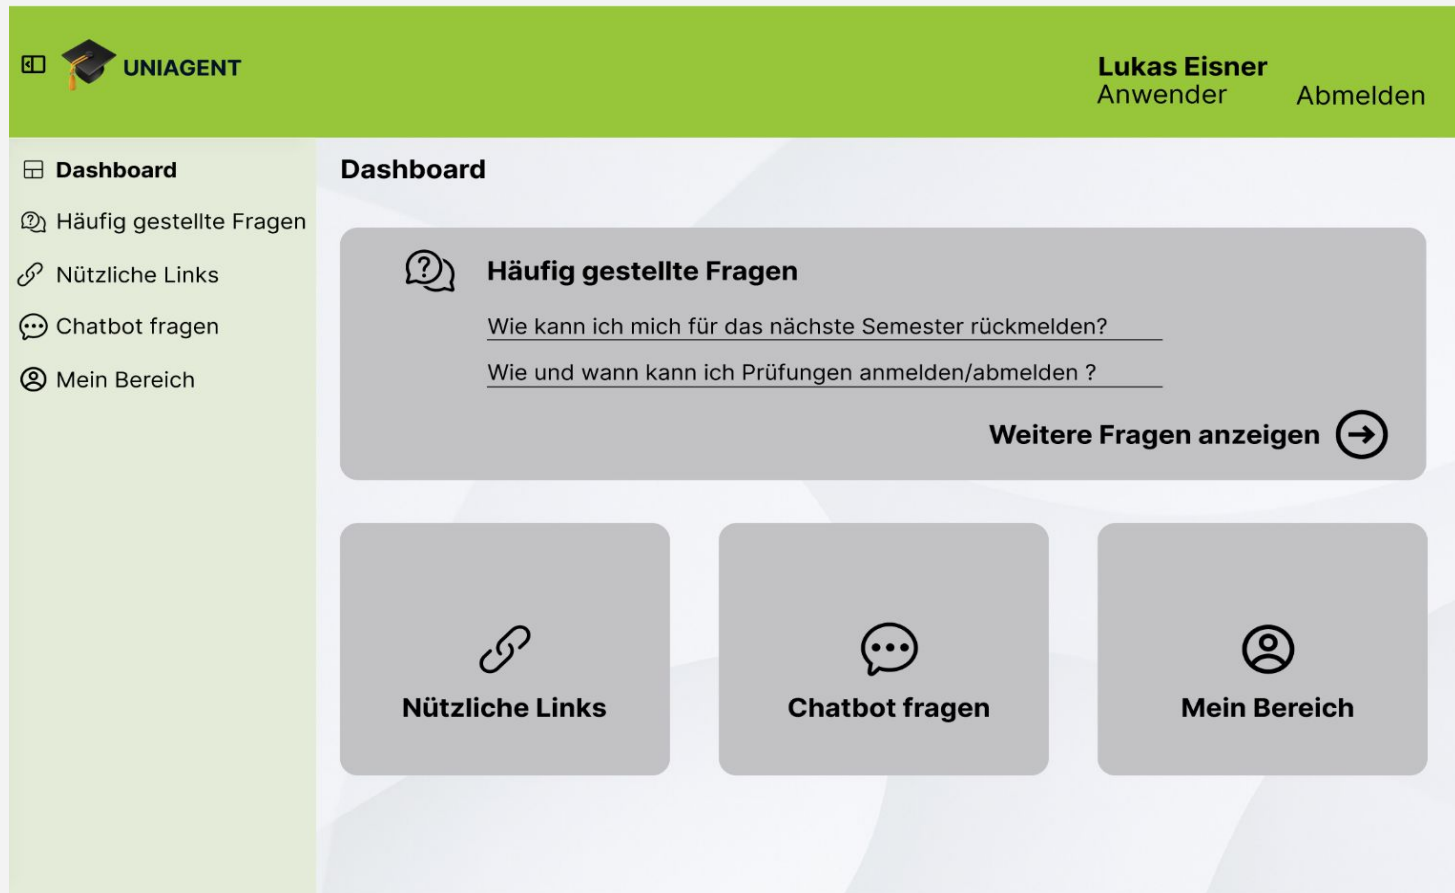 UNIAGENT
Lukas Eisner
Anwender
Abmelden
Dashboard
Häufig gestellte Fragen
Nützliche Links
Chatbot fragen
Mein Bereich
Dashboard
Häufig gestellte Fragen
Wie kann ich mich für das nächste Semester rückmelden?
Wie und wann kann ich Prüfungen anmelden/abmelden ?
Weitere Fragen anzeigen
Nützliche Links
Chatbot fragen
Mein Bereich